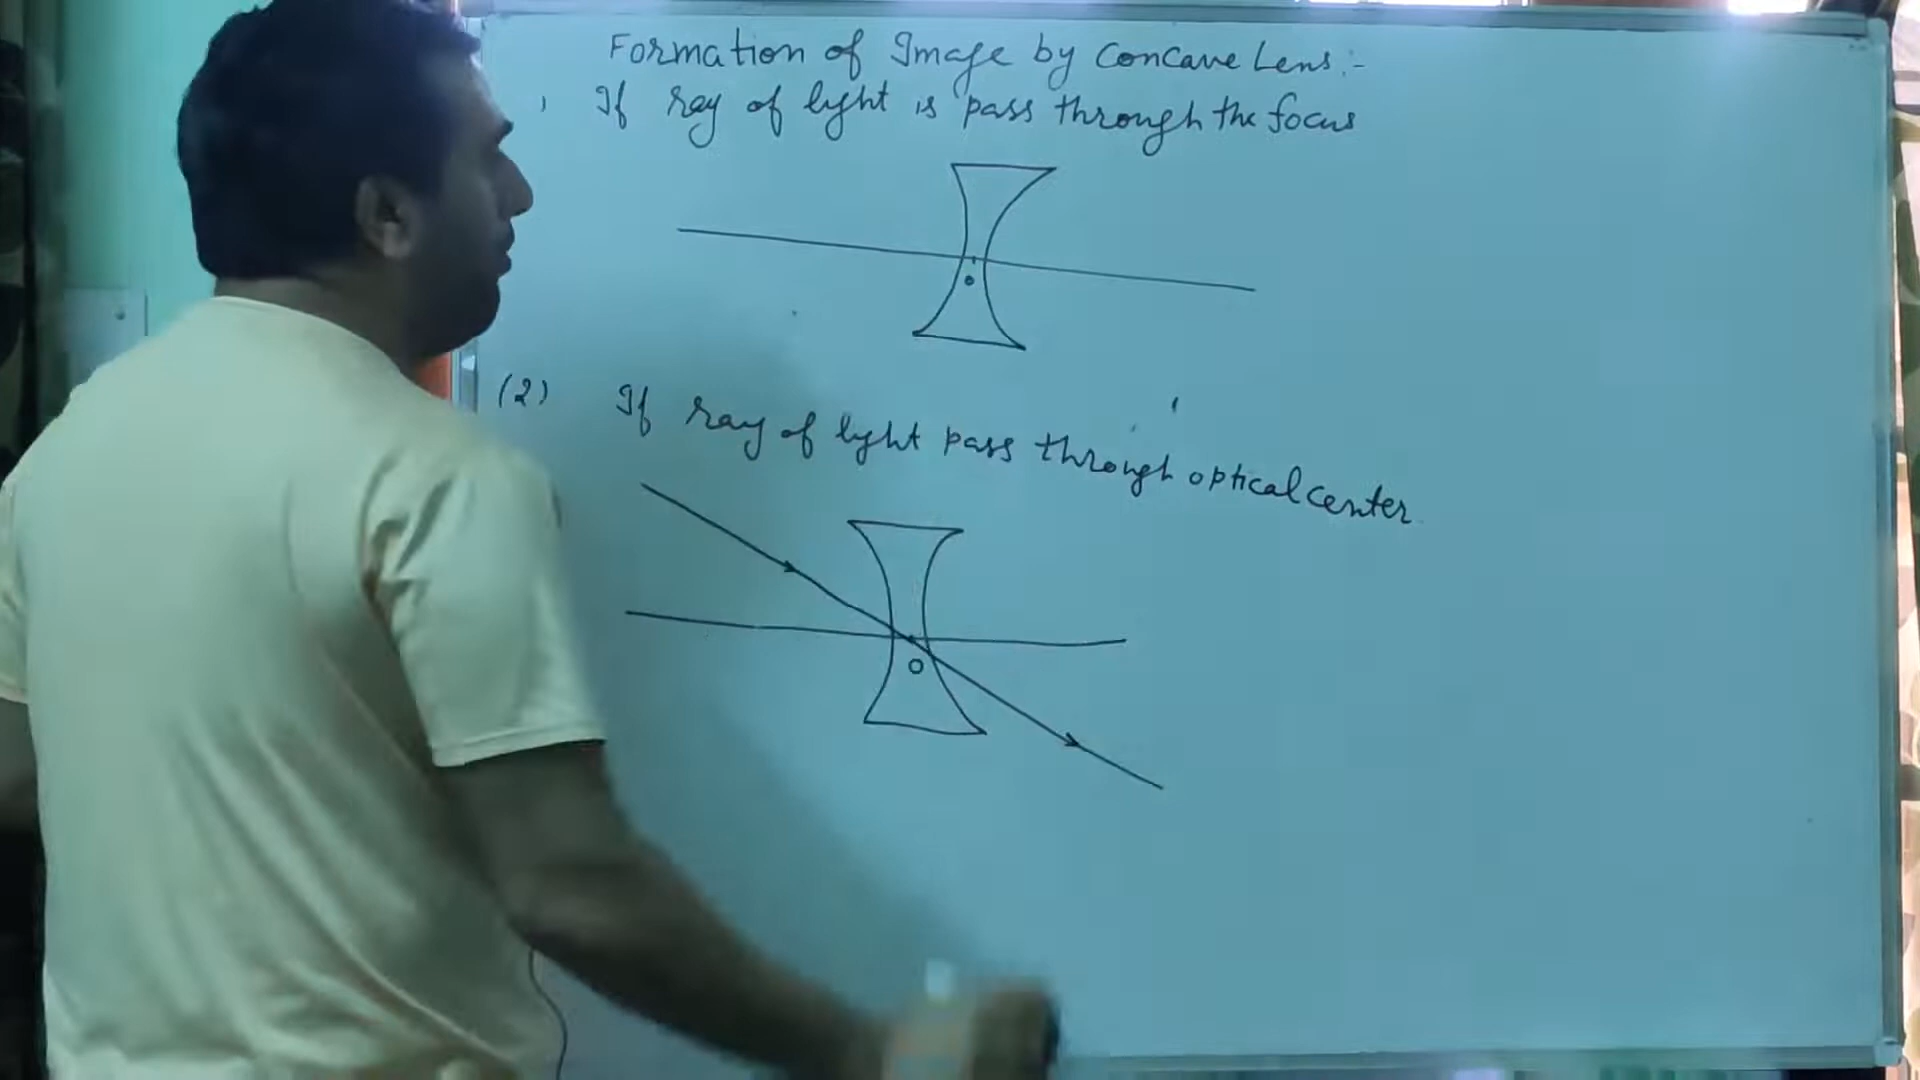 Formation of Image by Concave Lens:-
1 If ray of light is pass through the focus
o
(2) If ray of light pass through optical center
O